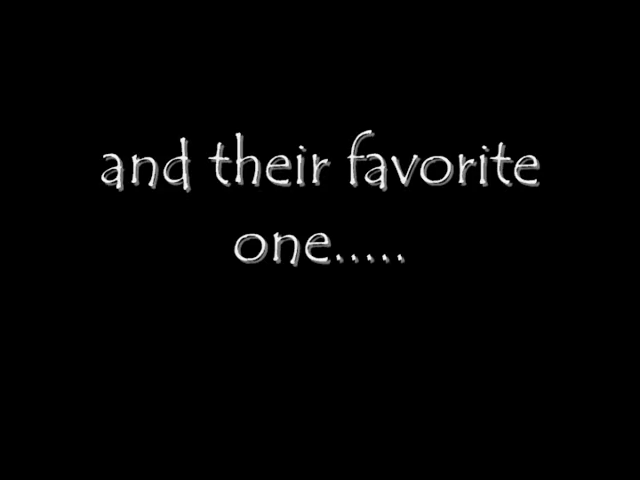 and their favorite
one.....